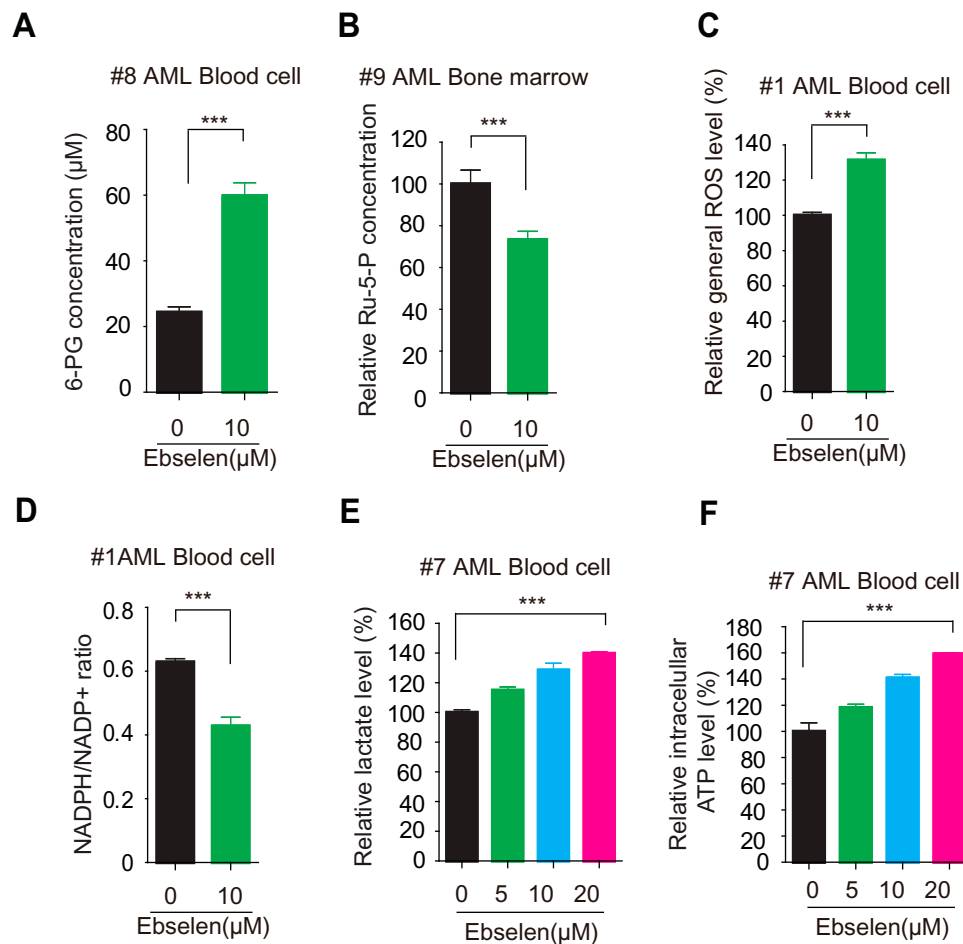 A
#8 AML Blood cell
***
6-PG concentration (µM)
80
60
40
20
0
0 10
Ebselen(µM)
B
#9 AML Bone marrow
***
Relative Ru-5-P concentration
120
100
80
60
40
20
0
0 10
Ebselen(µM)
C
#1 AML Blood cell
***
Relative general ROS level (%)
140
120
100
80
60
40
20
0
0 10
Ebselen(µM)
D
#1AML Blood cell
***
NADPH/NADP+ ratio
0.8
0.6
0.4
0.2
0
0 10
Ebselen(µM)
E
#7 AML Blood cell
***
Relative lactate level (%)
160
140
120
100
80
60
40
20
0
0 5 10 20
Ebselen(µM)
F
#7 AML Blood cell
***
Relative intracelullar
ATP level (%)
180
160
140
120
100
80
60
40
20
0
0 5 10 20
Ebselen(µM)